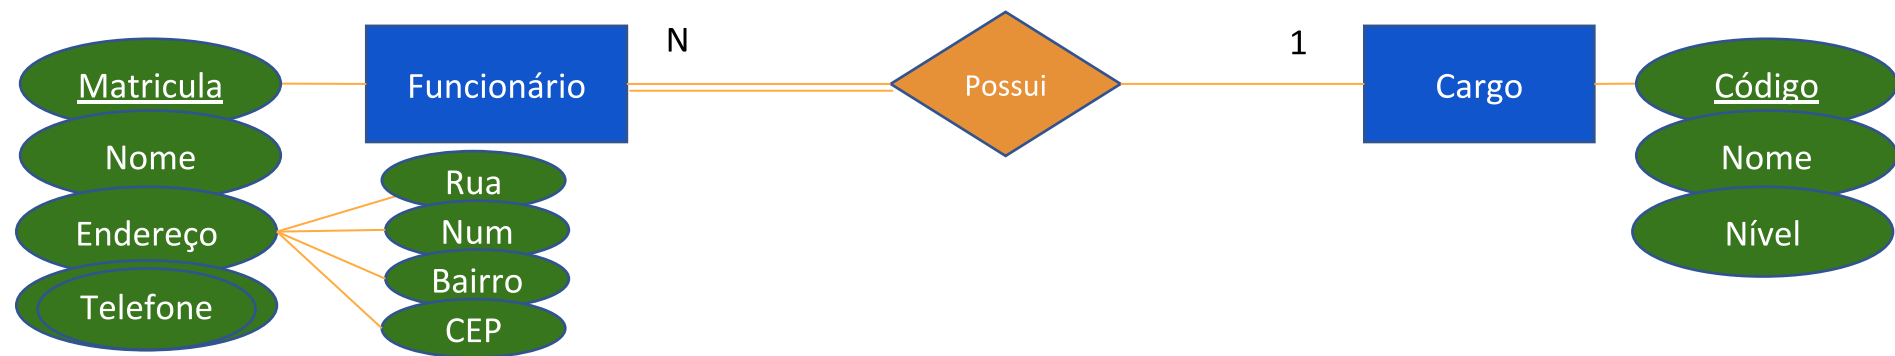 Matricula
Nome
Endereço
Telefone
Funcionário
Rua
Num
Bairro
CEP
N
Possui
1
Cargo
Código
Nome
Nível